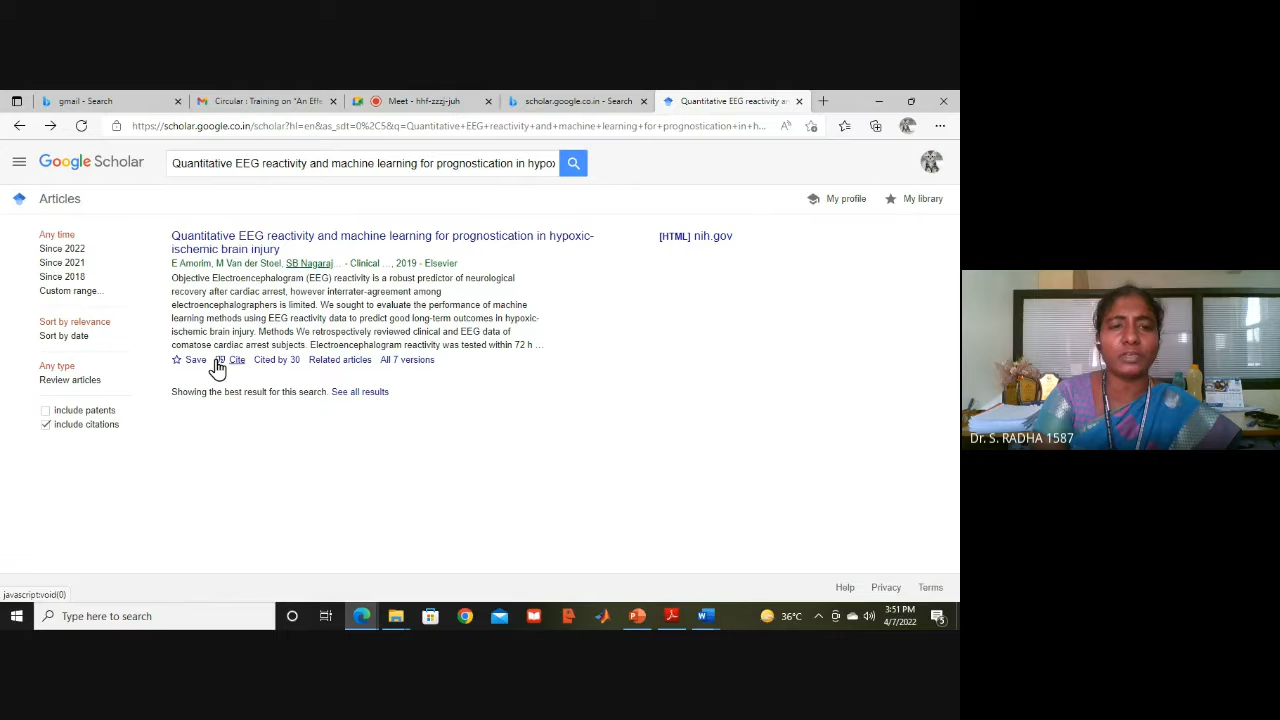 gmail - Search
Circular : Training on "An Effe
Meet - hhf-zzzj-juh
scholar.google.co.in - Search
Quantitative EEG reactivity an
https://scholar.google.co.in/scholar?hl=en&as_sdt=0%2C5&q=Quantitative+EEG+reactivity+and+machine+learning+for+prognostication+in+h...
Google Scholar
Quantitative EEG reactivity and machine learning for prognostication in hypox
Articles
My profile
My library
Any time
Since 2022
Since 2021
Since 2018
Custom range...
Sort by relevance
Sort by date
Any type
Review articles
include patents
include citations
Quantitative EEG reactivity and machine learning for prognostication in hypoxic-
ischemic brain injury
E Amorim, M Van der Stoel, SB Nagaraj... - Clinical ..., 2019 - Elsevier
Objective Electroencephalogram (EEG) reactivity is a robust predictor of neurological
recovery after cardiac arrest, however interrater-agreement among
electroencephalographers is limited. We sought to evaluate the performance of machine
learning methods using EEG reactivity data to predict good long-term outcomes in hypoxic-
ischemic brain injury. Methods We retrospectively reviewed clinical and EEG data of
comatose cardiac arrest subjects. Electroencephalogram reactivity was tested within 72 h ...
Save Cite Cited by 30 Related articles All 7 versions
Showing the best result for this search. See all results
[HTML] nih.gov
Dr. S. RADHA 1587
Help Privacy Terms
javascript:void(0)
Type here to search
36°C
3:51 PM
4/7/2022
5